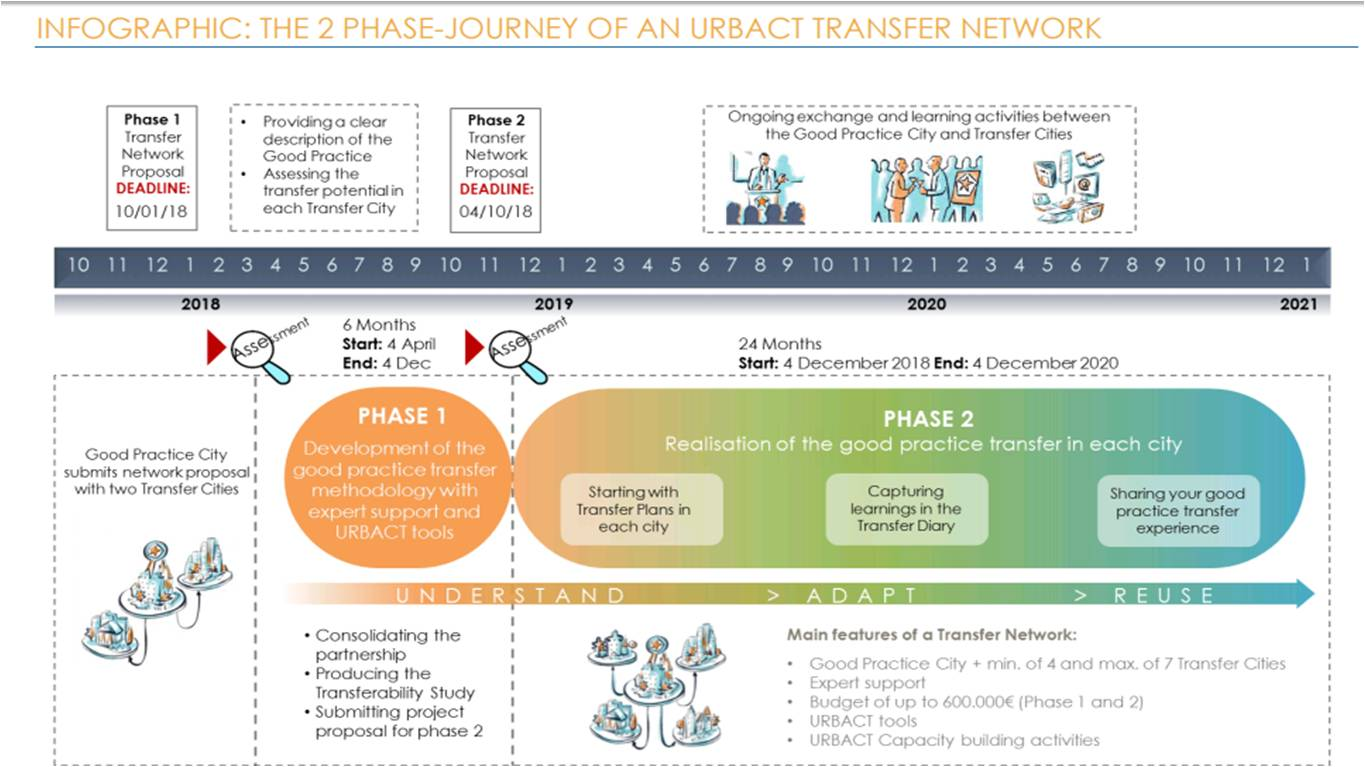 INFOGRAPHIC: THE 2 PHASE-JOURNEY OF AN URBACT TRANSFER NETWORK
Phase 1
Transfer
Network
Proposal
DEADLINE:
10/01/18
• Providing a clear
description of the
Good Practice
• Assessing the
transfer potential in
each Transfer City
Phase 2
Transfer
Network
Proposal
DEADLINE:
04/10/18
Ongoing exchange and learning activities between
the Good Practice City and Transfer Cities
10 11 12 1 2 3 4 5 6 7 8 9 10 11 12 1 2 3 4 5 6 7 8 9 10 11 12 1 2 3 4 5 6 7 8 9 10 11 12 1
2018 2019 2020 2021
Assessment
6 Months
Start: 4 April
End: 4 Dec
Assessment
24 Months
Start: 4 December 2018 End: 4 December 2020
Good Practice City
submits network proposal
with two Transfer Cities
PHASE 1
Development of the
good practice transfer
methodology with
expert support and
URBACT tools
PHASE 2
Realisation of the good practice transfer in each city
Starting with
Transfer Plans in
each city
Capturing
learnings in the
Transfer Diary
Sharing your good
practice transfer
experience
UNDERSTAND > ADAPT > REUSE
• Consolidating the
partnership
• Producing the
Transferability Study
• Submitting project
proposal for phase 2
Main features of a Transfer Network:
• Good Practice City + min. of 4 and max. of 7 Transfer Cities
• Expert support
• Budget of up to 600.000€ (Phase 1 and 2)
• URBACT tools
• URBACT Capacity building activities